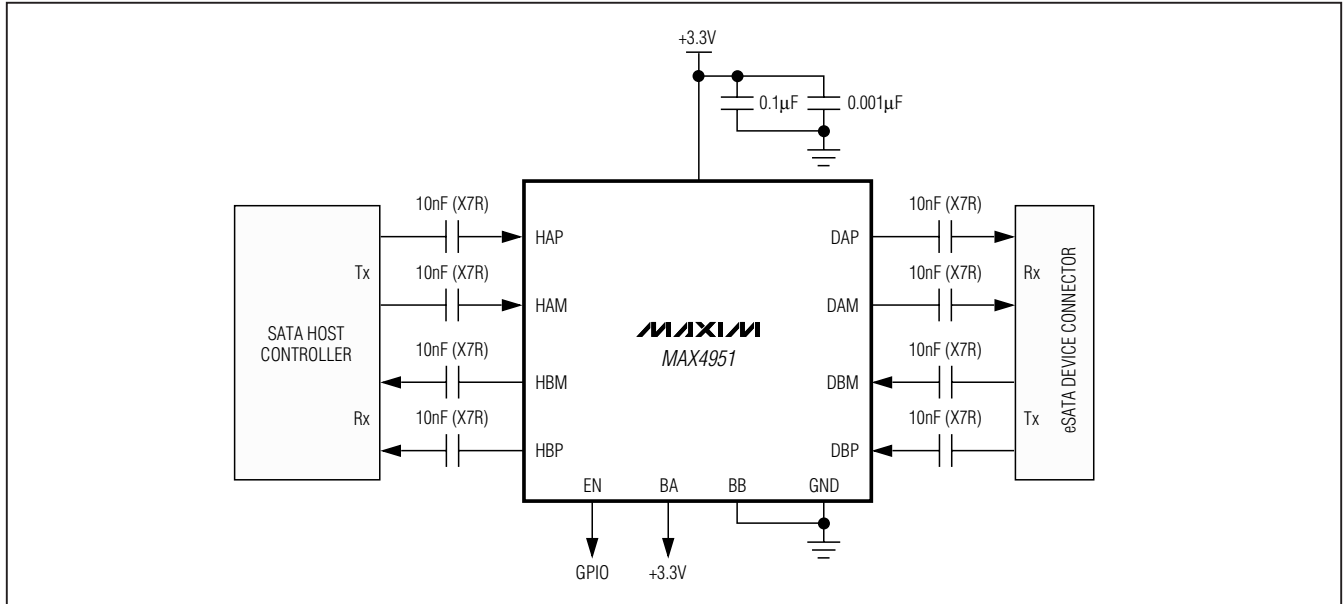 +3.3V
0.1μF
0.001μF
10nF (X7R)
10nF (X7R)
HAP
DAP
Tx
10nF (X7R)
10nF (X7R)
Rx
HAM
DAM
SATA HOST
CONTROLLER
MAXIM
MAX4951
eSATA DEVICE CONNECTOR
10nF (X7R)
10nF (X7R)
HBM
DBM
Rx
10nF (X7R)
10nF (X7R)
Tx
HBP
DBP
EN
BA
BB
GND
GPIO
+3.3V